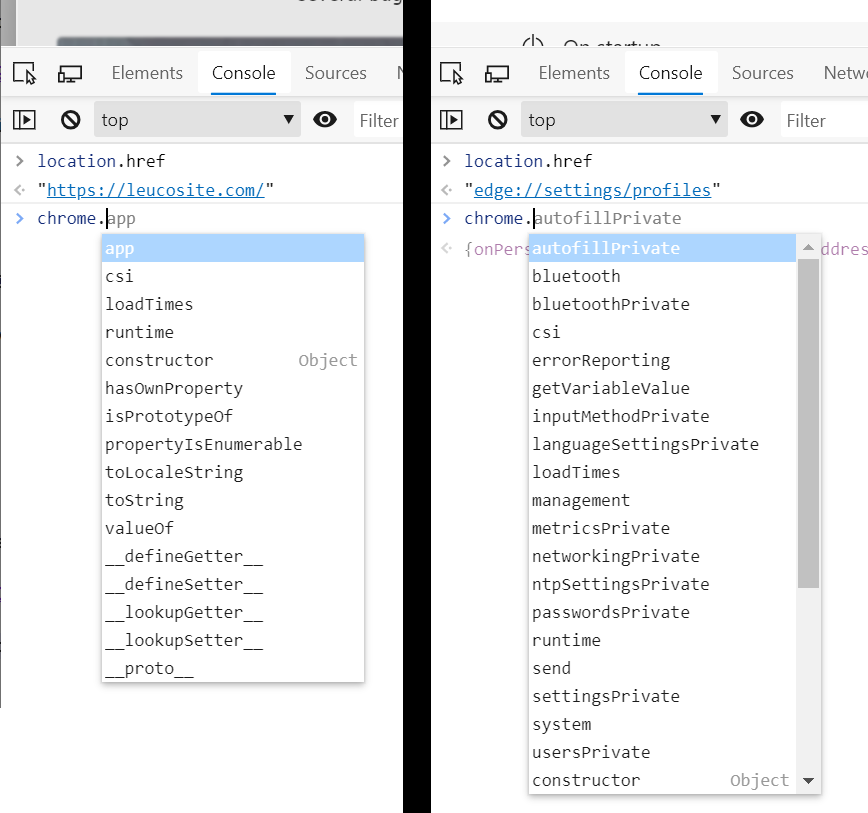 Elements Console Sources
top Filter
location.href
"https://leucosite.com/"
chrome.app
app
csi
loadTimes
runtime
constructor Object
hasOwnProperty
isPrototypeOf
propertyIsEnumerable
toLocaleString
toString
valueOf
__defineGetter__
__defineSetter__
__lookupGetter__
__lookupSetter__
__proto__
On startup
Elements Console Sources Netwo
top Filter
location.href
"edge://settings/profiles"
chrome.autofillPrivate
{onPers
autofillPrivate
ddres
bluetooth
bluetoothPrivate
csi
errorReporting
getVariableValue
inputMethodPrivate
languageSettingsPrivate
loadTimes
management
metricsPrivate
networkingPrivate
ntpSettingsPrivate
passwordsPrivate
runtime
send
settingsPrivate
system
usersPrivate
constructor Object